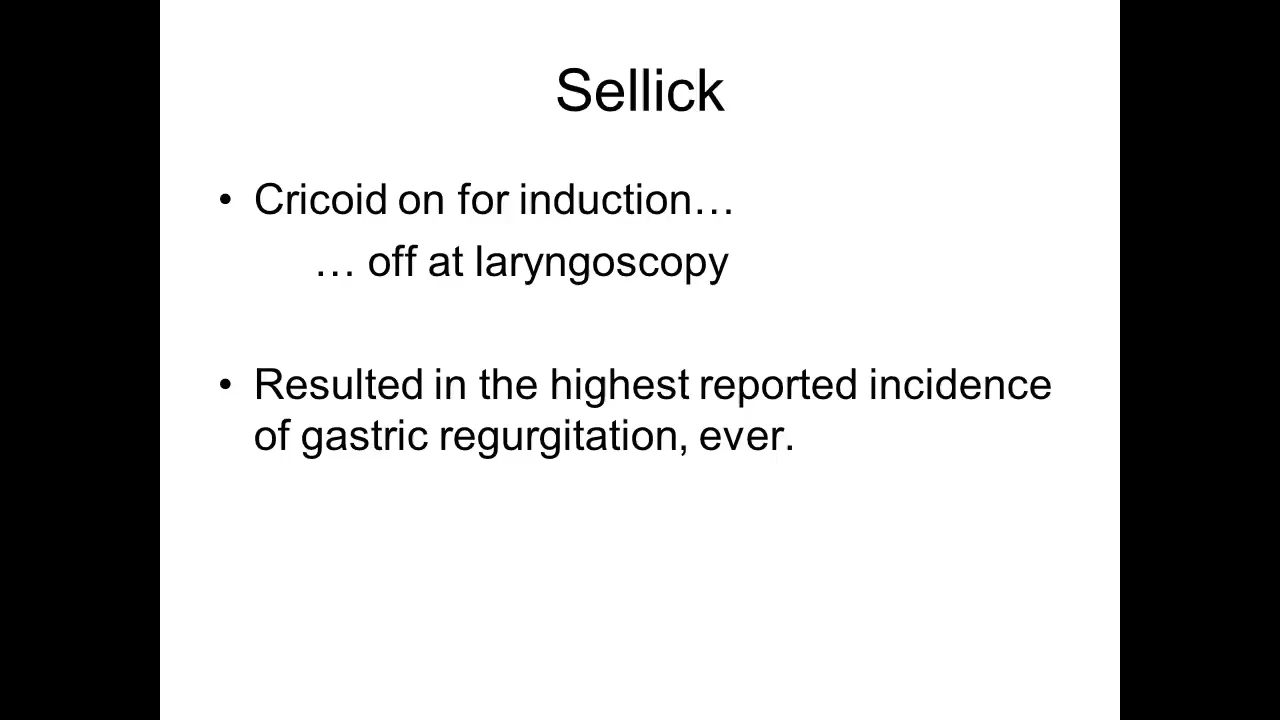 Sellick
• Cricoid on for induction…
… off at laryngoscopy
• Resulted in the highest reported incidence
of gastric regurgitation, ever.